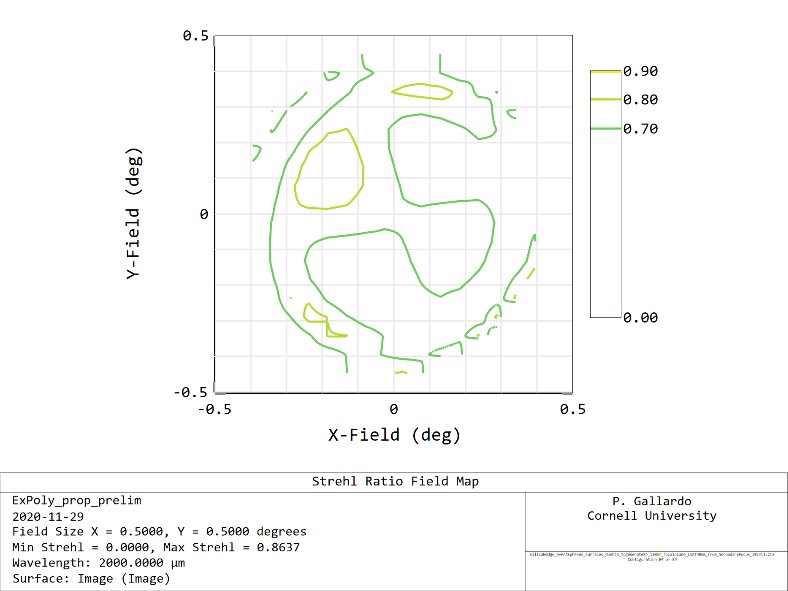 0.5
0
-0.5
Y-Field (deg)
-0.5
0
0.5
X-Field (deg)
0.90
0.80
0.70
0.00
Strehl Ratio Field Map
ExPoly_prop_prelim
2020-11-29
Field Size X = 0.5000, Y = 0.5000 degrees
Min Strehl = 0.0000, Max Strehl = 0.8637
Wavelength: 2000.0000 µm
Surface: Image (Image)
P. Gallardo
Cornell University